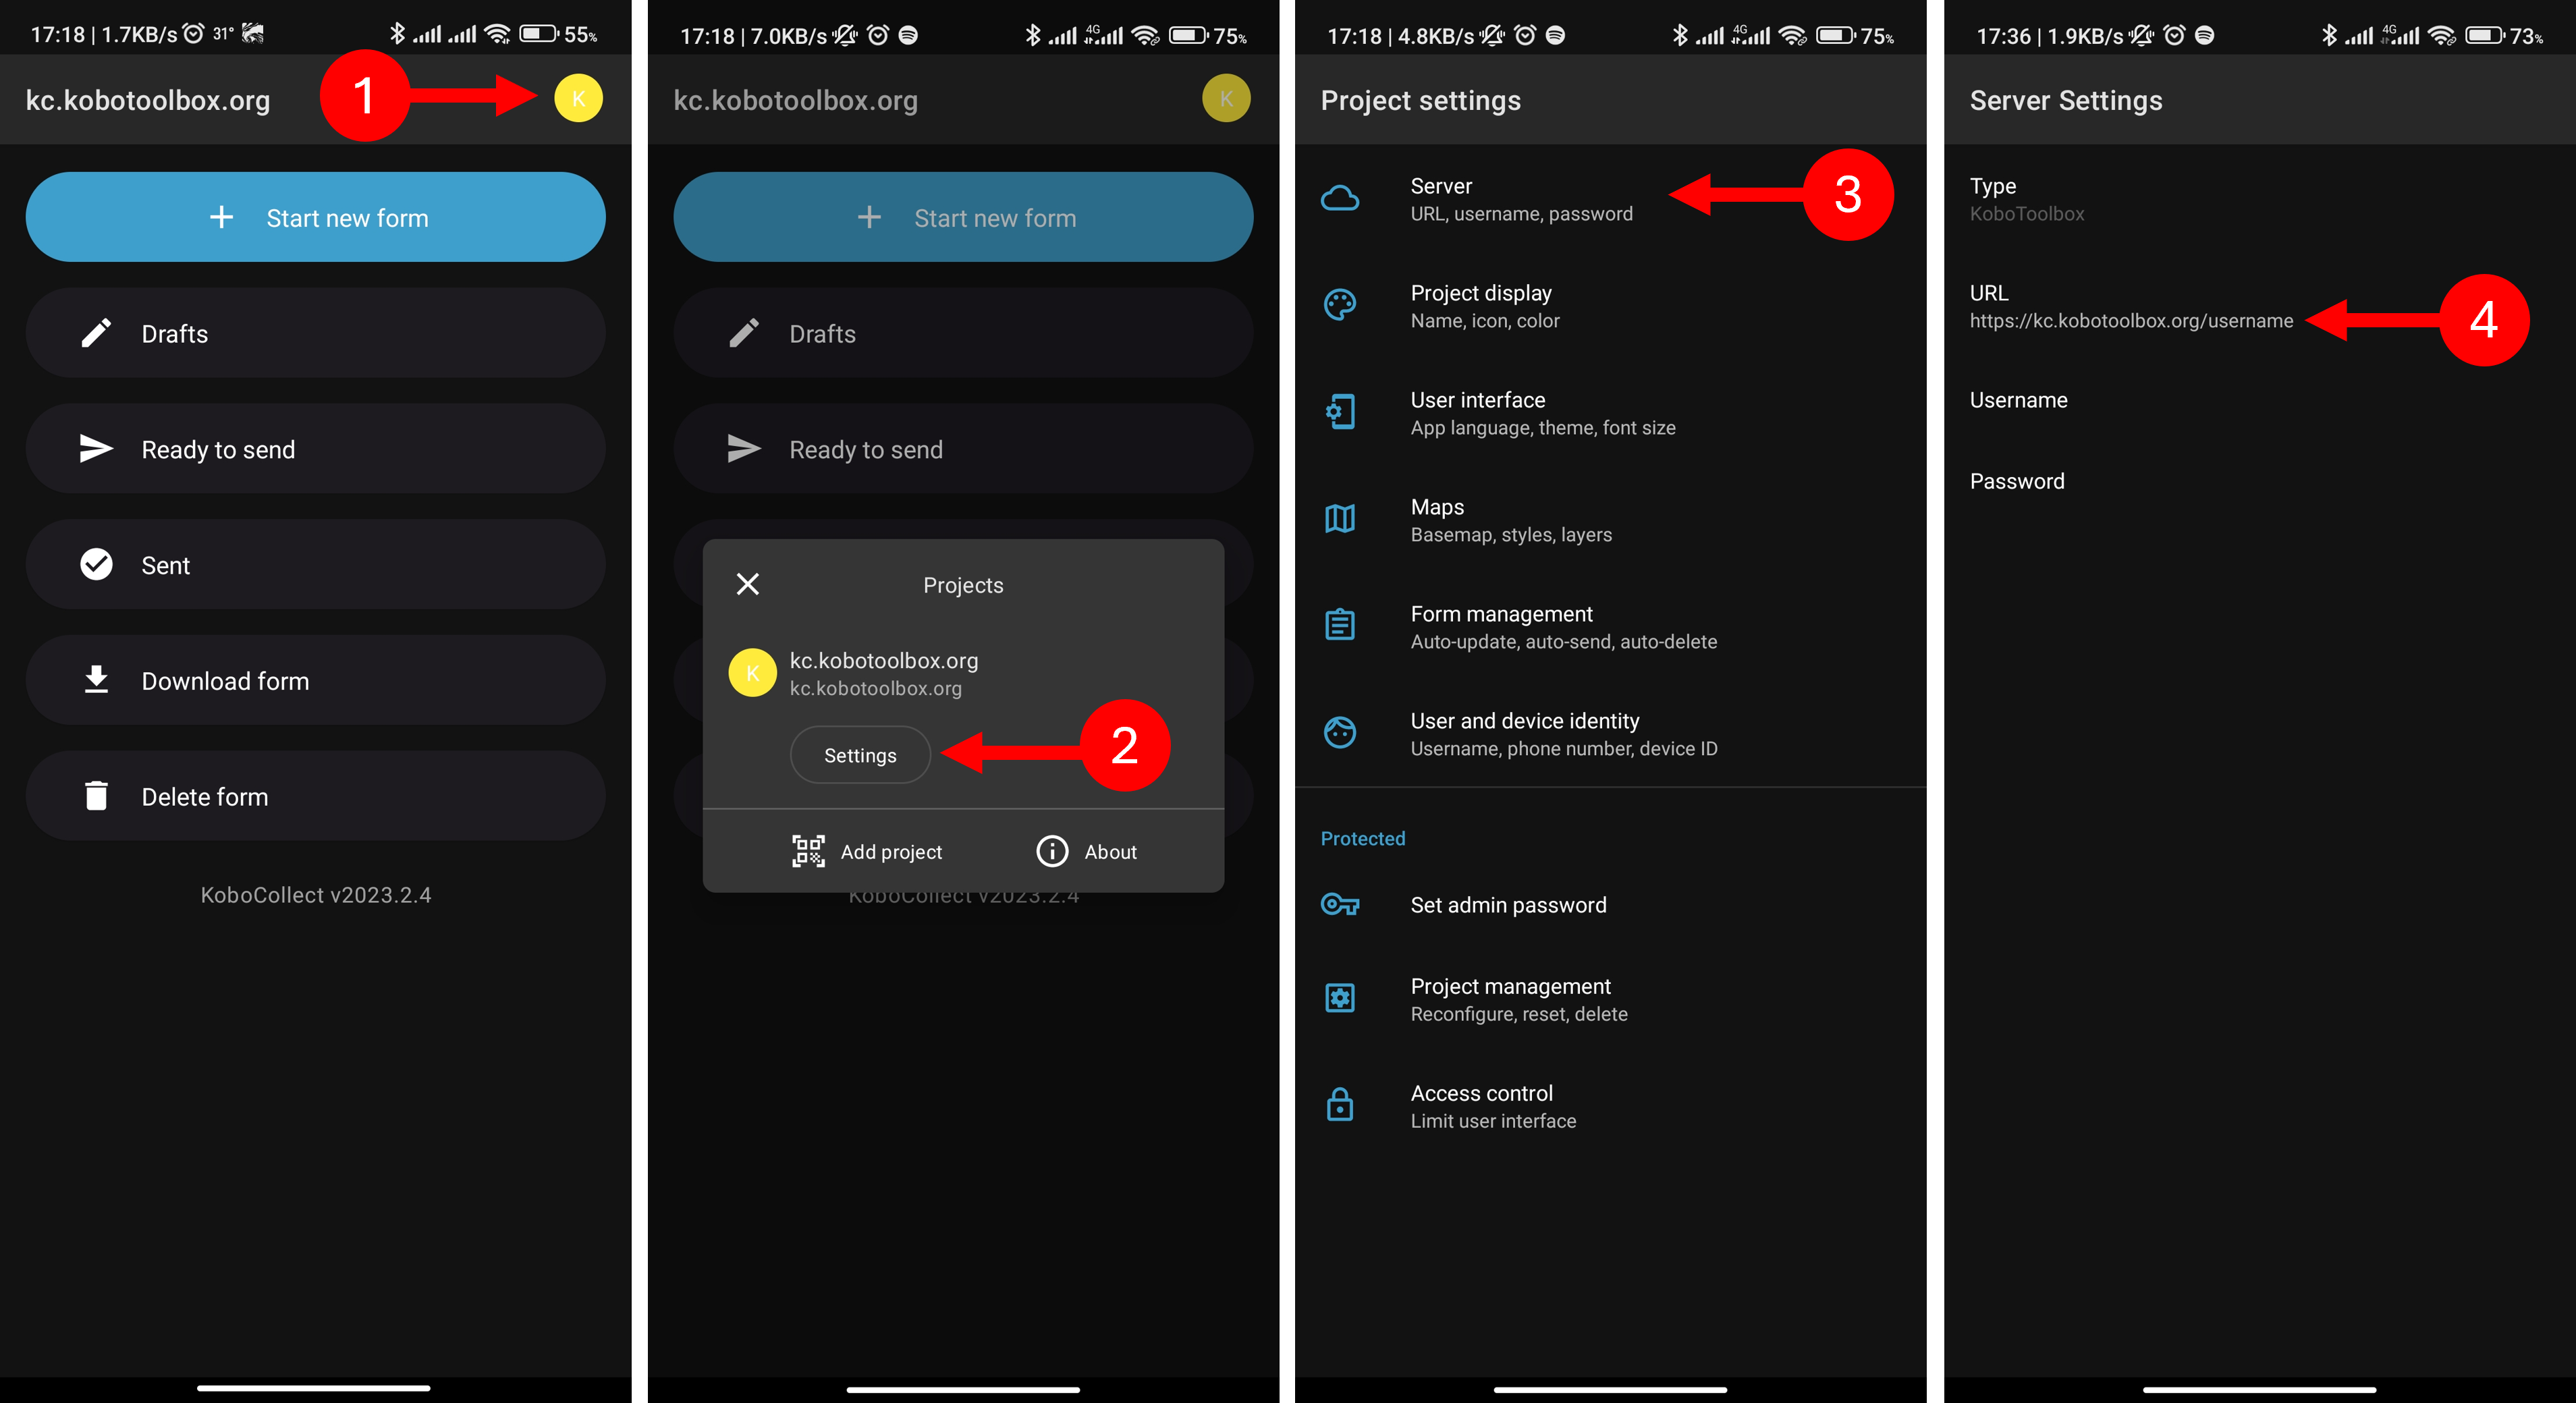 17:18 | 1.7KB/s 31° 55%
kc.kobotoolbox.org
1
K
Start new form
Drafts
Ready to send
Sent
Download form
Delete form
KoboCollect v2023.2.4
17:18 | 7.0KB/s 4G 75%
kc.kobotoolbox.org
K
Start new form
Drafts
Ready to send
Projects
K
kc.kobotoolbox.org
kc.kobotoolbox.org
Settings
2
Add project
About
KoboCollect v2023.2.4
17:18 | 4.8KB/s 4G 75%
Project settings
Server
URL, username, password
3
Project display
Name, icon, color
User interface
App language, theme, font size
Maps
Basemap, styles, layers
Form management
Auto-update, auto-send, auto-delete
User and device identity
Username, phone number, device ID
Protected
Set admin password
Project management
Reconfigure, reset, delete
Access control
Limit user interface
17:36 | 1.9KB/s 4G 73%
Server Settings
Type
KoboToolbox
URL
https://kc.kobotoolbox.org/username
4
Username
Password